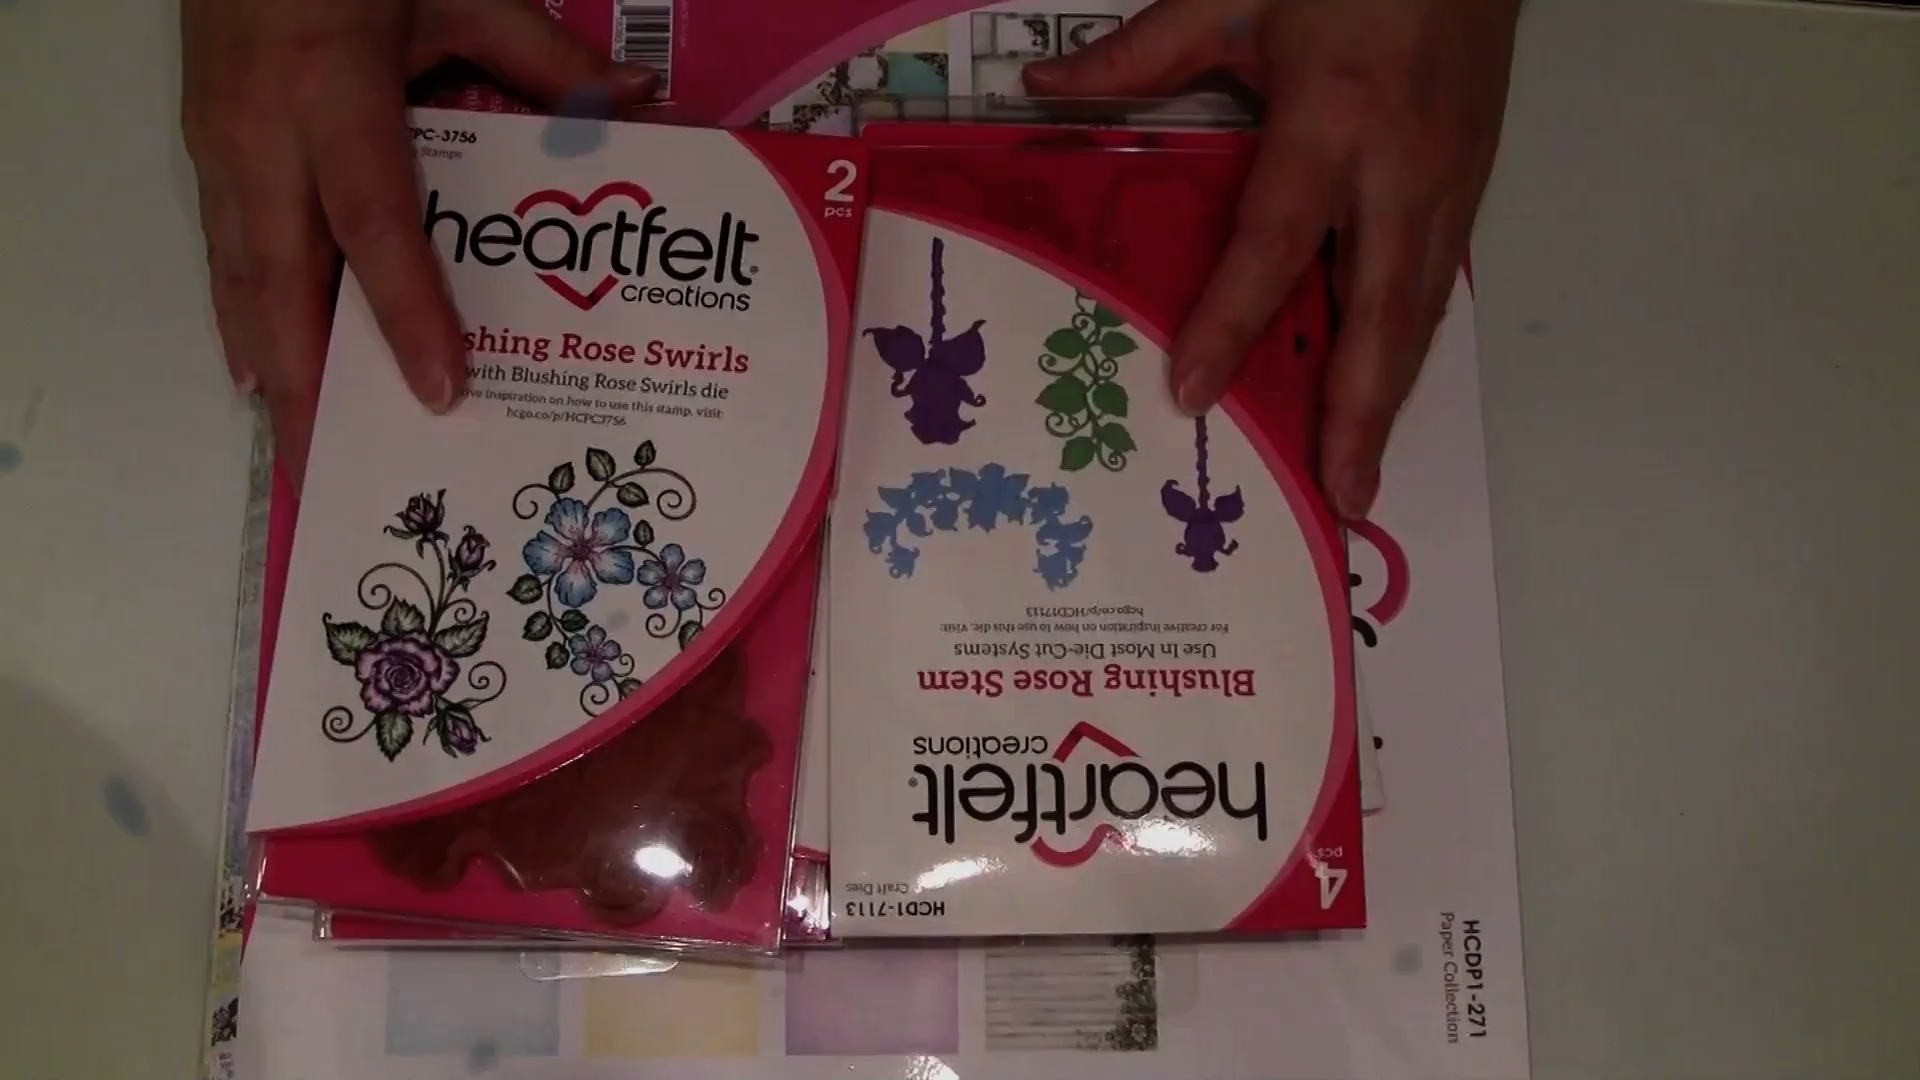 PC-3756
Stamps
2
pcs
heartfelt
creations
shing Rose Swirls
with Blushing Rose Swirls die
inspiration on how to use this stamp, visit:
hcgo.co/p/HCPC3756
hcgo.co/p/HCD17113
For creative inspiration on how to use this die, visit:
Use In Most Die-Cut Systems
Blushing Rose Stem
creations
heartfelt
4
pcs
Craft Dies
HCD1-7113
HCDP1-271
Paper Collection